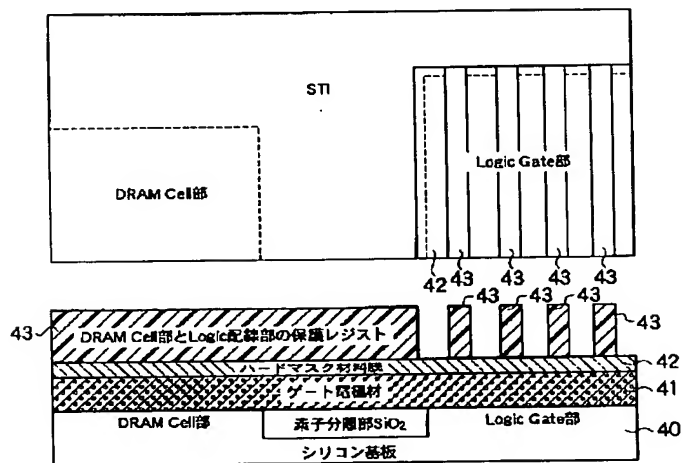 STI
DRAM Cell部
Logic Gate部
42 43 43 43 43
43 43 43 43
43
DRAM Cell部とLogic配線部の保護レジスト
ハードマスク材料膜
42
ゲート電極材
41
DRAM Cell部
素子分離部SiO₂
Logic Gate部
40
シリコン基板